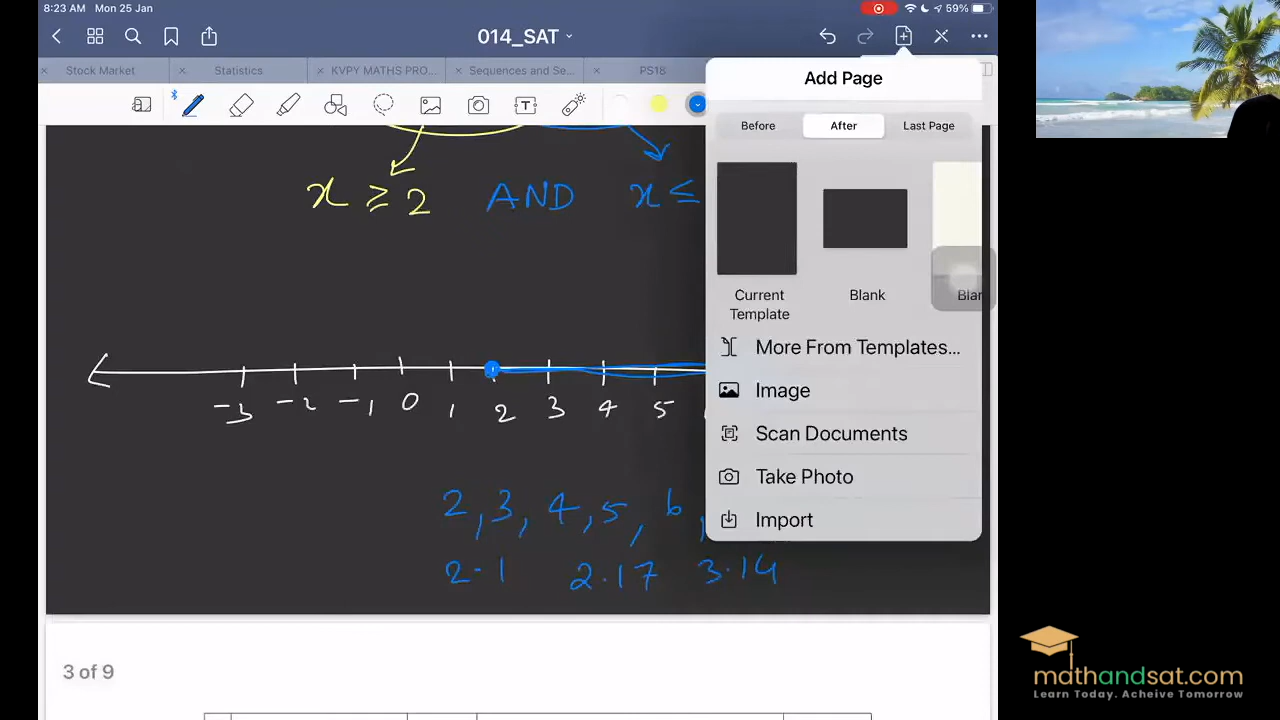 8:23 AM Mon 25 Jan
59%
014_SAT
Stock Market
Statistics
KVPY MATHS PRO...
Sequences and Se...
PS18
Add Page
Before
After
Last Page
Current
Template
Blank
Blan
More From Templates...
Image
Scan Documents
Take Photo
Import
x ≥ 2 AND x ≤
-3 -2 -1 0 1 2 3 4 5
2, 3, 4, 5, 6,
2.1 2.17 3.14
3 of 9
mathandsat.com
Learn Today. Acheive Tomorrow